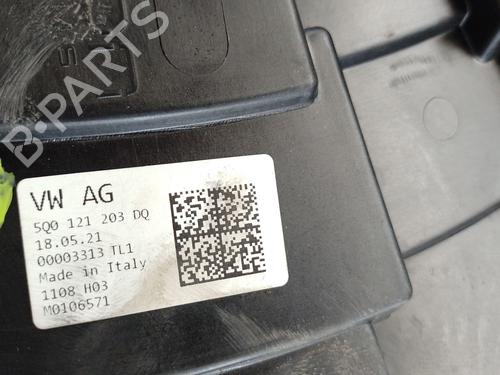 B-PARTS
VW AG
5Q0 121 203 DQ
18.05.21
00003313 TL1
Made in Italy
1108 H03
M0106571